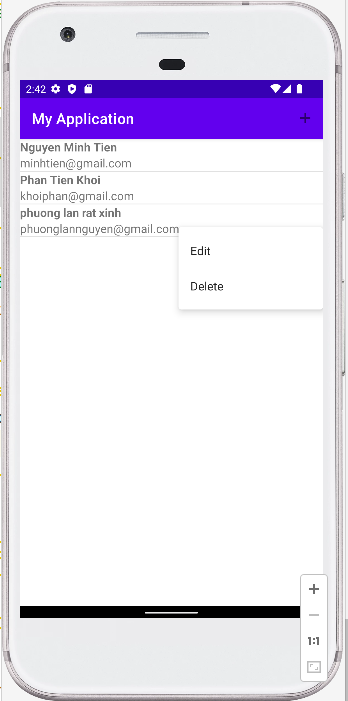 2:42
My Application
+
Nguyen Minh Tien
minhtien@gmail.com
Phan Tien Khoi
khoiphan@gmail.com
phuong lan rat xinh
phuonglannguyen@gmail.com
Edit
Delete
1:1